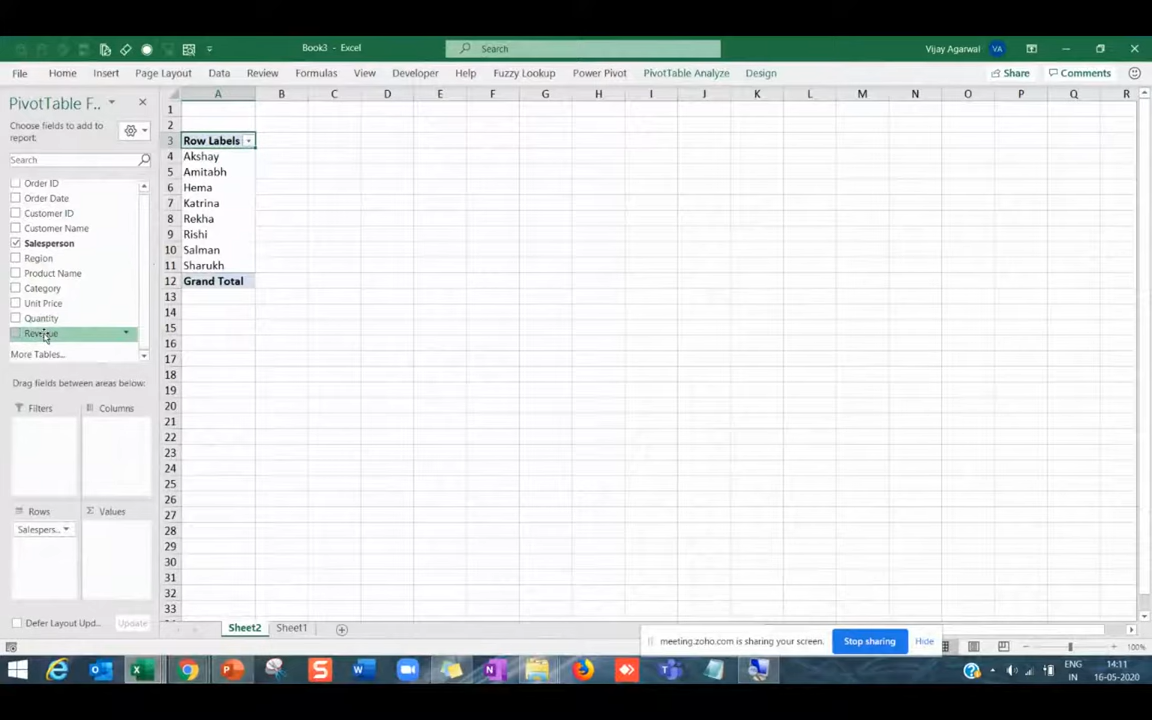 Book3 - Excel
Search
Vijay Agarwal
VA
File Home Insert Page Layout Data Review Formulas View Developer Help Fuzzy Lookup Power Pivot PivotTable Analyze Design
Share
Comments
PivotTable F..
Choose fields to add to report:
Search
Order ID
Order Date
Customer ID
Customer Name
Salesperson
Region
Product Name
Category
Unit Price
Quantity
Revenue
More Tables...
Drag fields between areas below:
Filters
Columns
Rows
Σ Values
Salespers...
Defer Layout Upd...
Update
A B C D E F G H I J K L M N O P Q R
1
2
3 Row Labels
4 Akshay
5 Amitabh
6 Hema
7 Katrina
8 Rekha
9 Rishi
10 Salman
11 Sharukh
12 Grand Total
13
14
15
16
17
18
19
20
21
22
23
24
25
26
27
28
29
30
31
32
33
Sheet2 Sheet1
meeting.zoho.com is sharing your screen.
Stop sharing
Hide
100%
ENG
IN
14:11
16-05-2020